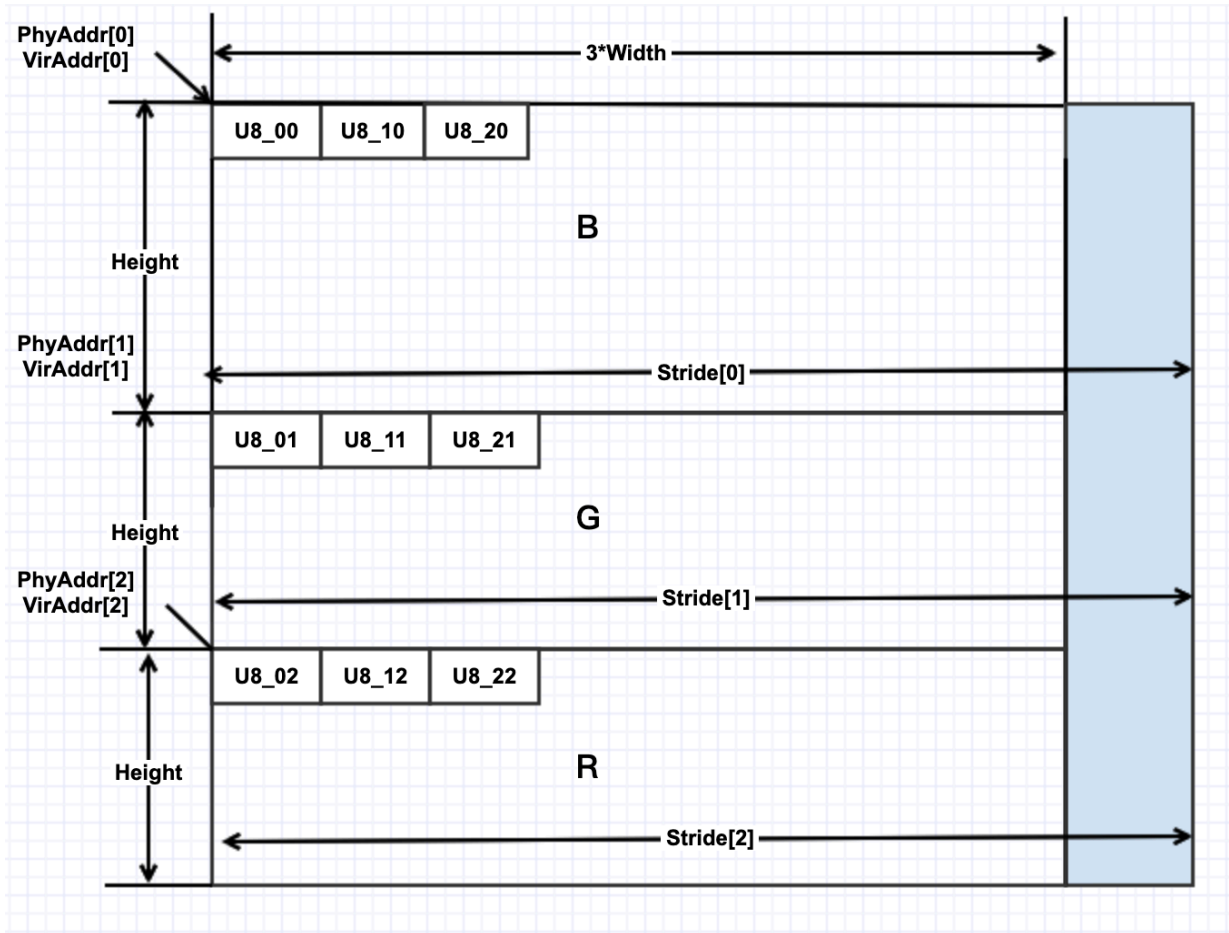 PhyAddr[0]
VirAddr[0]
3*Width
U8_00 U8_10 U8_20
B
Height
PhyAddr[1]
VirAddr[1]
Stride[0]
U8_01 U8_11 U8_21
G
Height
PhyAddr[2]
VirAddr[2]
Stride[1]
U8_02 U8_12 U8_22
R
Height
Stride[2]